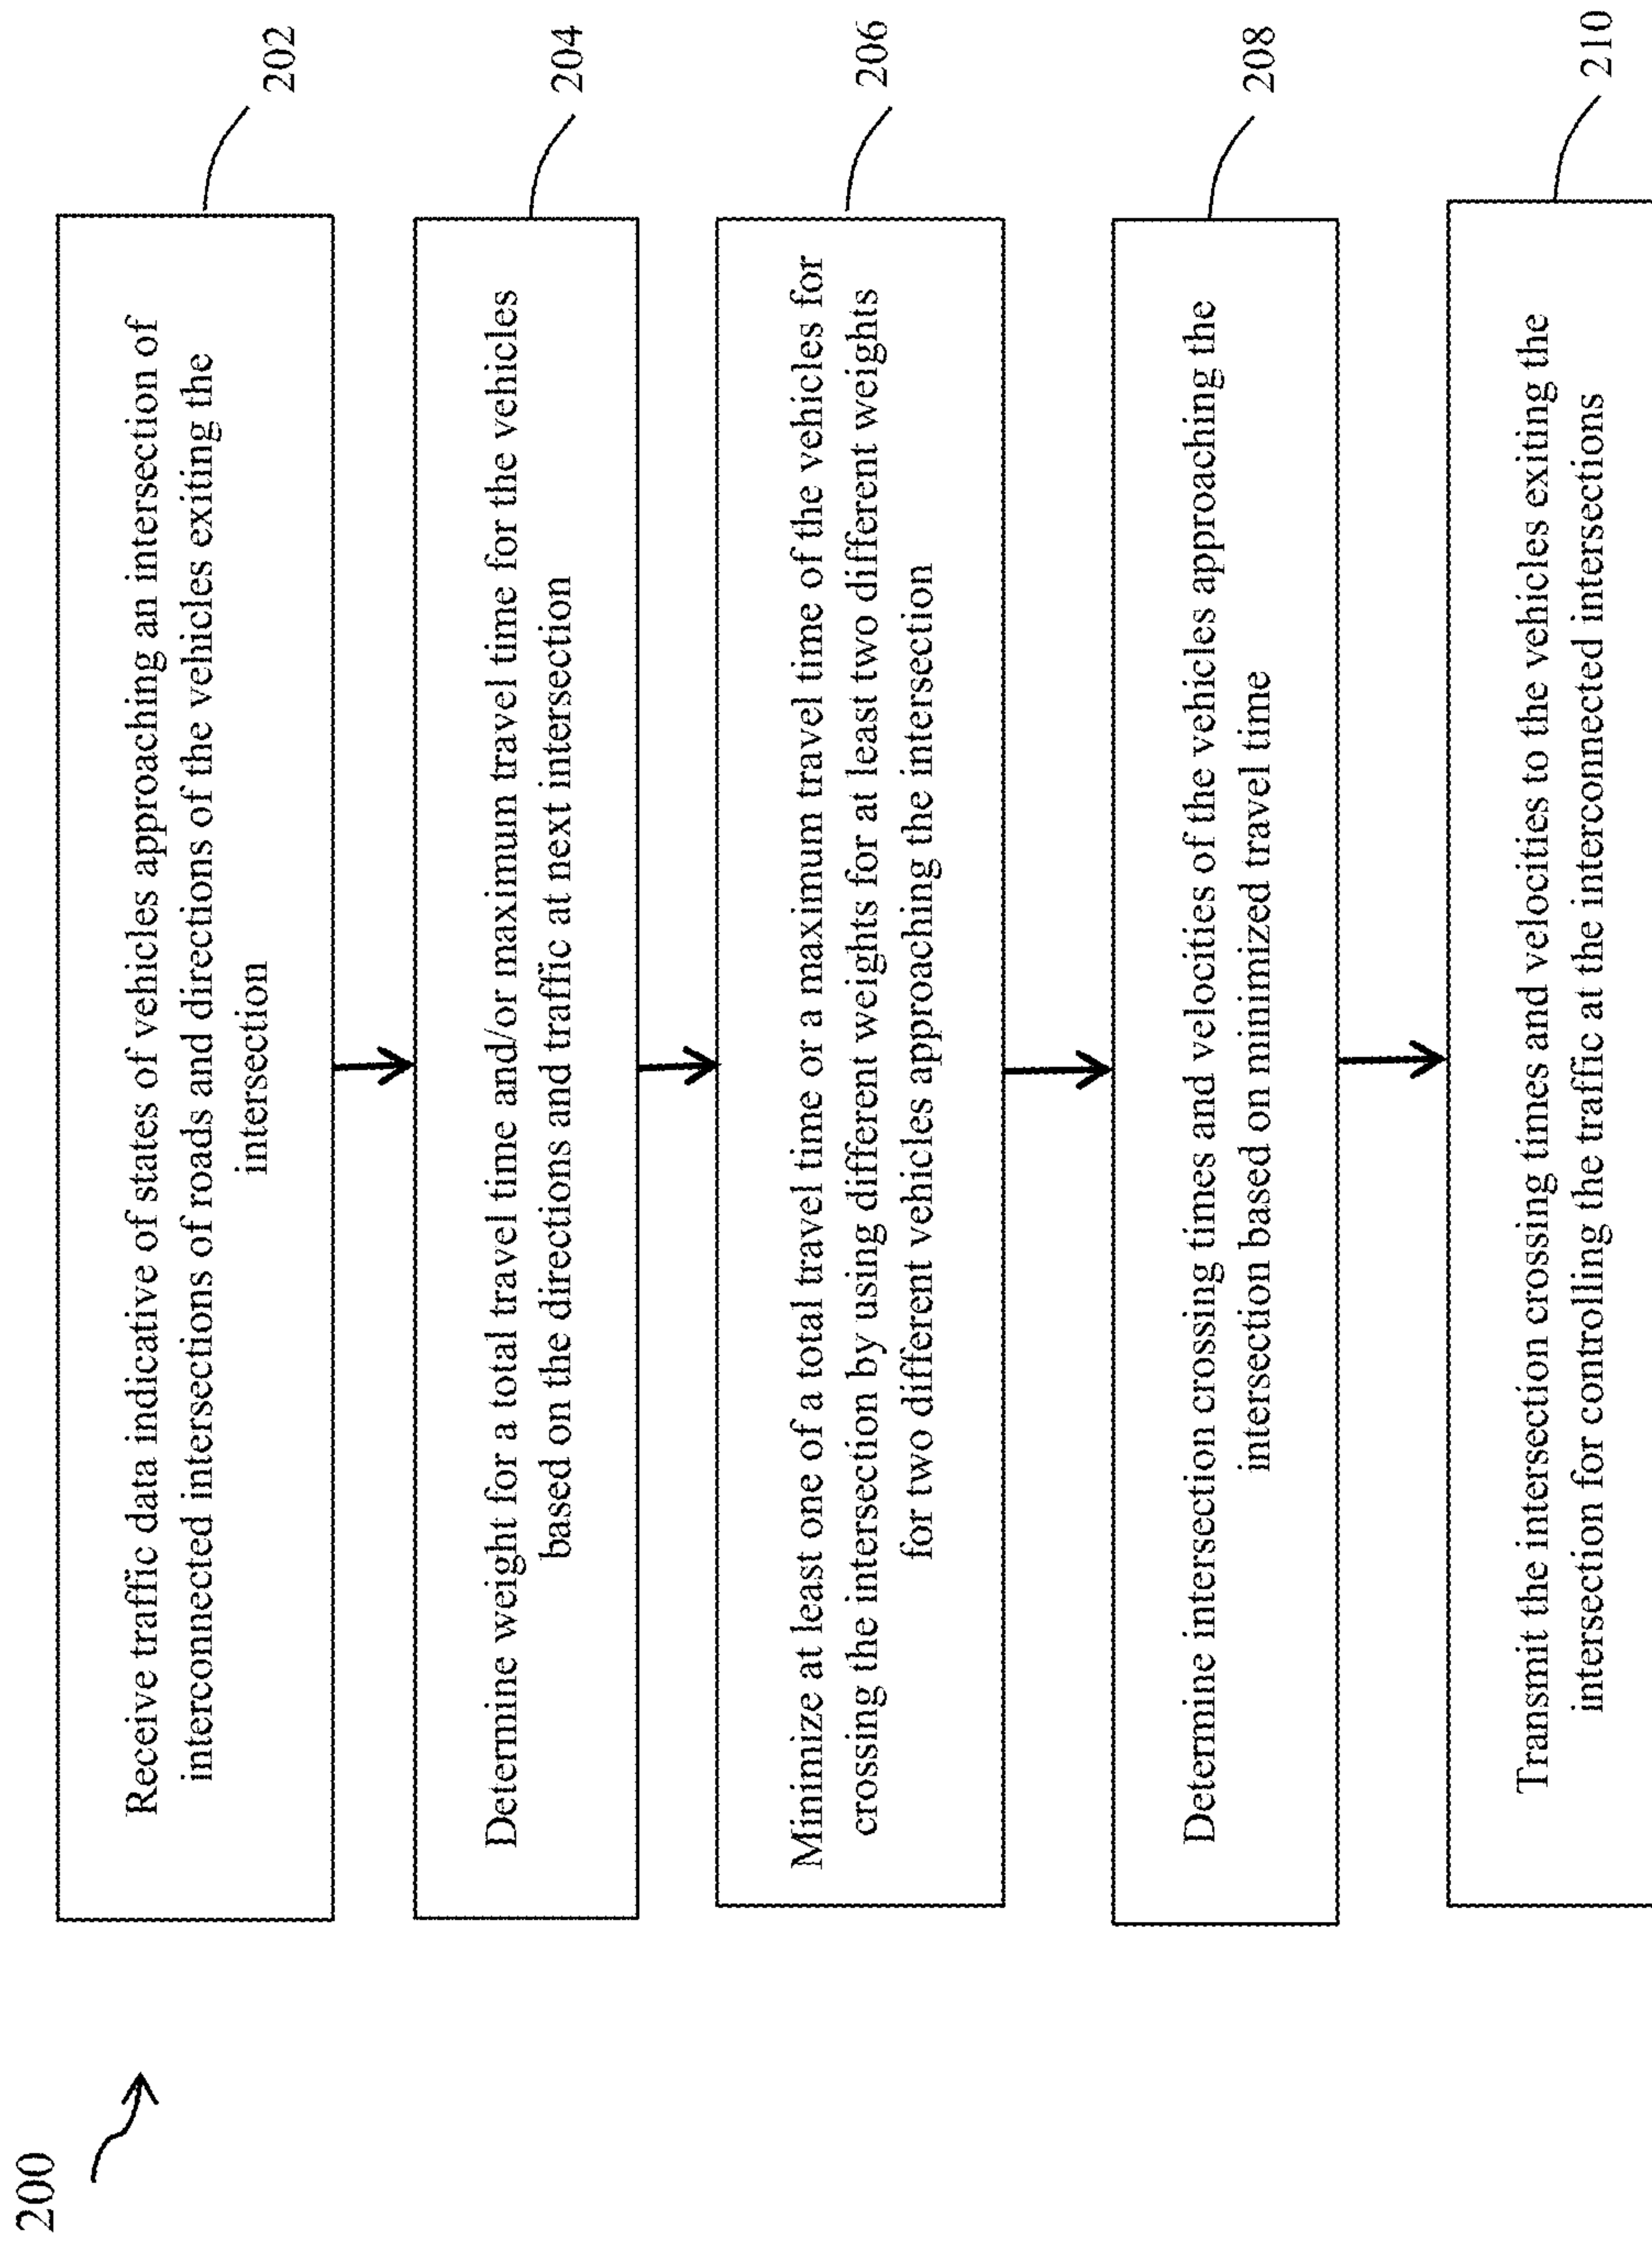 200
Receive traffic data indicative of states of vehicles approaching an intersection of
interconnected intersections of roads and directions of the vehicles exiting the
intersection
202
Determine weight for a total travel time and/or maximum travel time for the vehicles
based on the directions and traffic at next intersection
204
Minimize at least one of a total travel time or a maximum travel time of the vehicles for
crossing the intersection by using different weights for at least two different weights
for two different vehicles approaching the intersection
206
Determine intersection crossing times and velocities of the vehicles approaching the
intersection based on minimized travel time
208
Transmit the intersection crossing times and velocities to the vehicles exiting the
intersection for controlling the traffic at the interconnected intersections
210